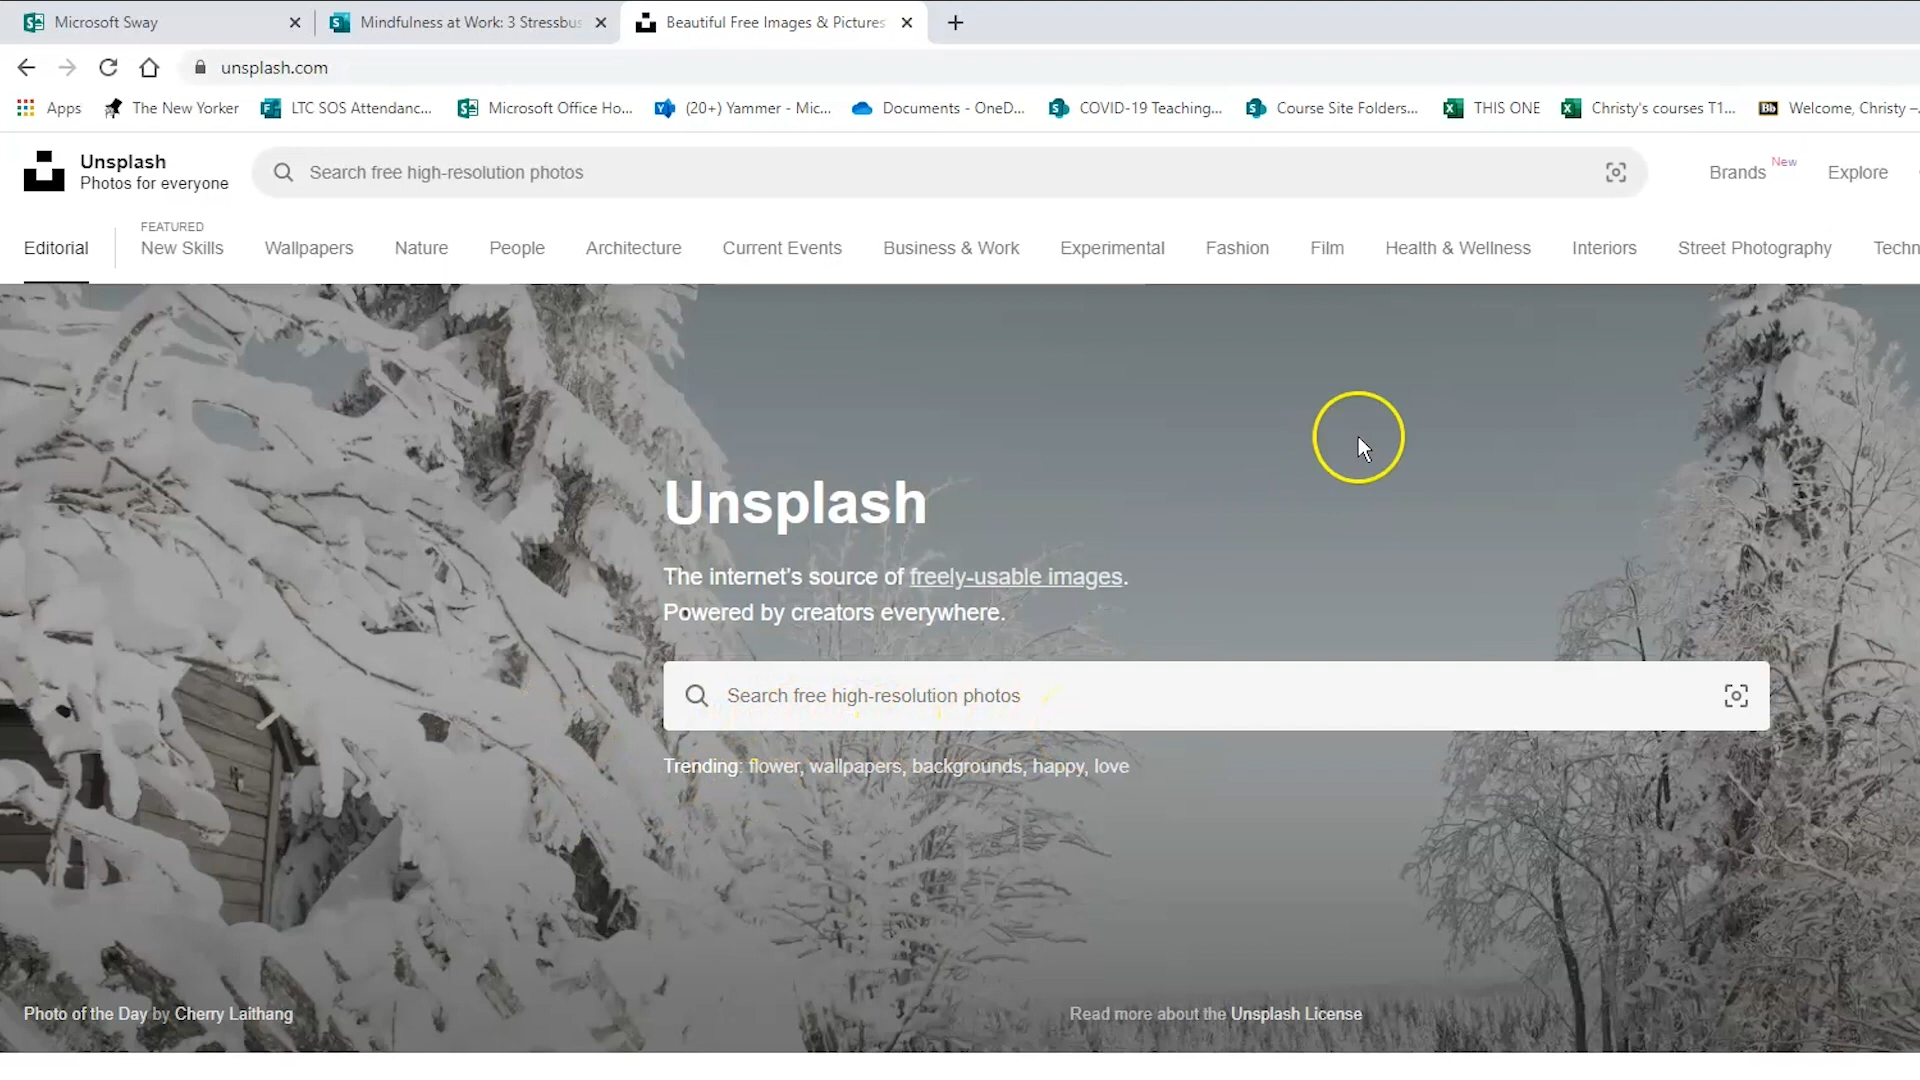 Microsoft Sway
Mindfulness at Work: 3 Stressbus
Beautiful Free Images & Pictures
unsplash.com
Apps
The New Yorker
LTC SOS Attendanc...
Microsoft Office Ho...
(20+) Yammer - Mic...
Documents - OneD...
COVID-19 Teaching...
Course Site Folders...
THIS ONE
Christy's courses T1...
Bb
Welcome, Christy –
Unsplash
Photos for everyone
Search free high-resolution photos
Brands
New
Explore
Editorial
FEATURED
New Skills
Wallpapers
Nature
People
Architecture
Current Events
Business & Work
Experimental
Fashion
Film
Health & Wellness
Interiors
Street Photography
Techn
Unsplash
The internet's source of freely-usable images.
Powered by creators everywhere.
Search free high-resolution photos
Trending: flower, wallpapers, backgrounds, happy, love
Photo of the Day by Cherry Laithang
Read more about the Unsplash License